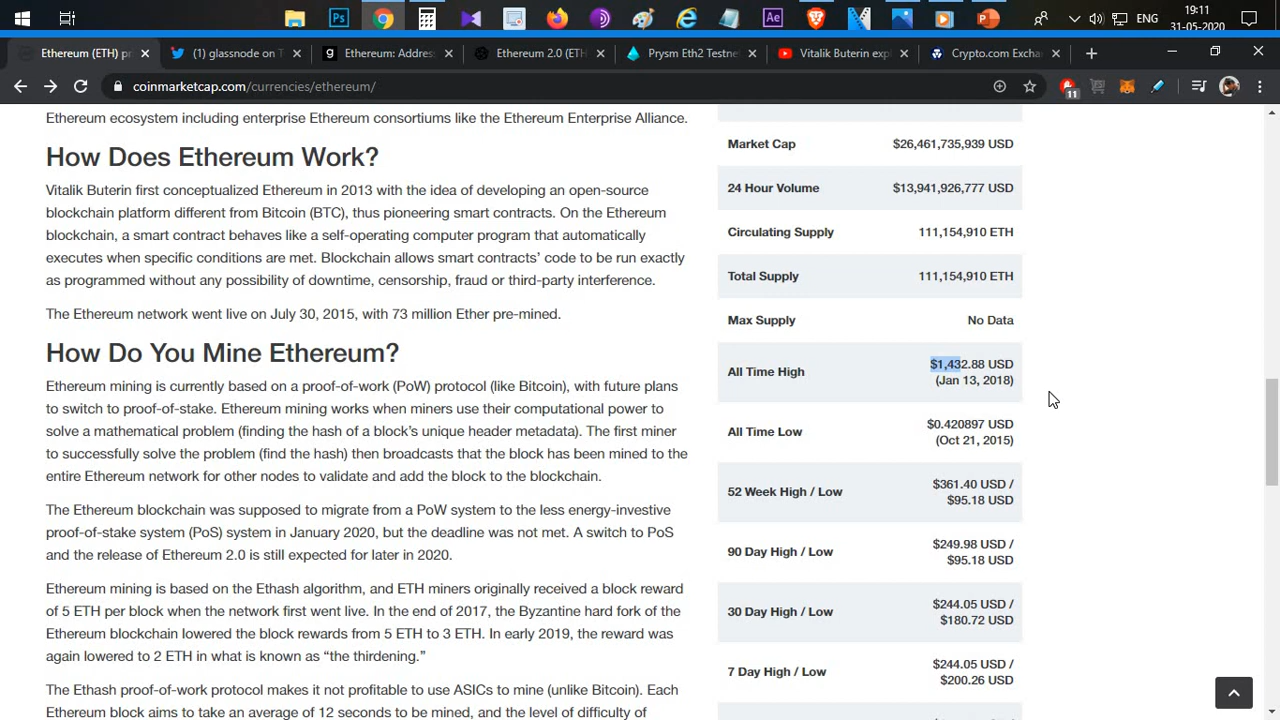 19:11
ENG
31-05-2020
Ethereum (ETH) pr
(1) glassnode on T
Ethereum: Addres
Ethereum 2.0 (ETH
Prysm Eth2 Testne
Vitalik Buterin exp
Crypto.com Exchan
coinmarketcap.com/currencies/ethereum/
11
Ethereum ecosystem including enterprise Ethereum consortiums like the Ethereum Enterprise Alliance.
How Does Ethereum Work?
Vitalik Buterin first conceptualized Ethereum in 2013 with the idea of developing an open-source
blockchain platform different from Bitcoin (BTC), thus pioneering smart contracts. On the Ethereum
blockchain, a smart contract behaves like a self-operating computer program that automatically
executes when specific conditions are met. Blockchain allows smart contracts' code to be run exactly
as programmed without any possibility of downtime, censorship, fraud or third-party interference.
The Ethereum network went live on July 30, 2015, with 73 million Ether pre-mined.
How Do You Mine Ethereum?
Ethereum mining is currently based on a proof-of-work (PoW) protocol (like Bitcoin), with future plans
to switch to proof-of-stake. Ethereum mining works when miners use their computational power to
solve a mathematical problem (finding the hash of a block's unique header metadata). The first miner
to successfully solve the problem (find the hash) then broadcasts that the block has been mined to the
entire Ethereum network for other nodes to validate and add the block to the blockchain.
The Ethereum blockchain was supposed to migrate from a PoW system to the less energy-investive
proof-of-stake system (PoS) system in January 2020, but the deadline was not met. A switch to PoS
and the release of Ethereum 2.0 is still expected for later in 2020.
Ethereum mining is based on the Ethash algorithm, and ETH miners originally received a block reward
of 5 ETH per block when the network first went live. In the end of 2017, the Byzantine hard fork of the
Ethereum blockchain lowered the block rewards from 5 ETH to 3 ETH. In early 2019, the reward was
again lowered to 2 ETH in what is known as "the thirdening."
The Ethash proof-of-work protocol makes it not profitable to use ASICs to mine (unlike Bitcoin). Each
Ethereum block aims to take an average of 12 seconds to be mined, and the level of difficulty of
Market Cap $26,461,735,939 USD
24 Hour Volume $13,941,926,777 USD
Circulating Supply 111,154,910 ETH
Total Supply 111,154,910 ETH
Max Supply No Data
All Time High $1,432.88 USD
(Jan 13, 2018)
All Time Low $0.420897 USD
(Oct 21, 2015)
52 Week High / Low $361.40 USD /
$95.18 USD
90 Day High / Low $249.98 USD /
$95.18 USD
30 Day High / Low $244.05 USD /
$180.72 USD
7 Day High / Low $244.05 USD /
$200.26 USD